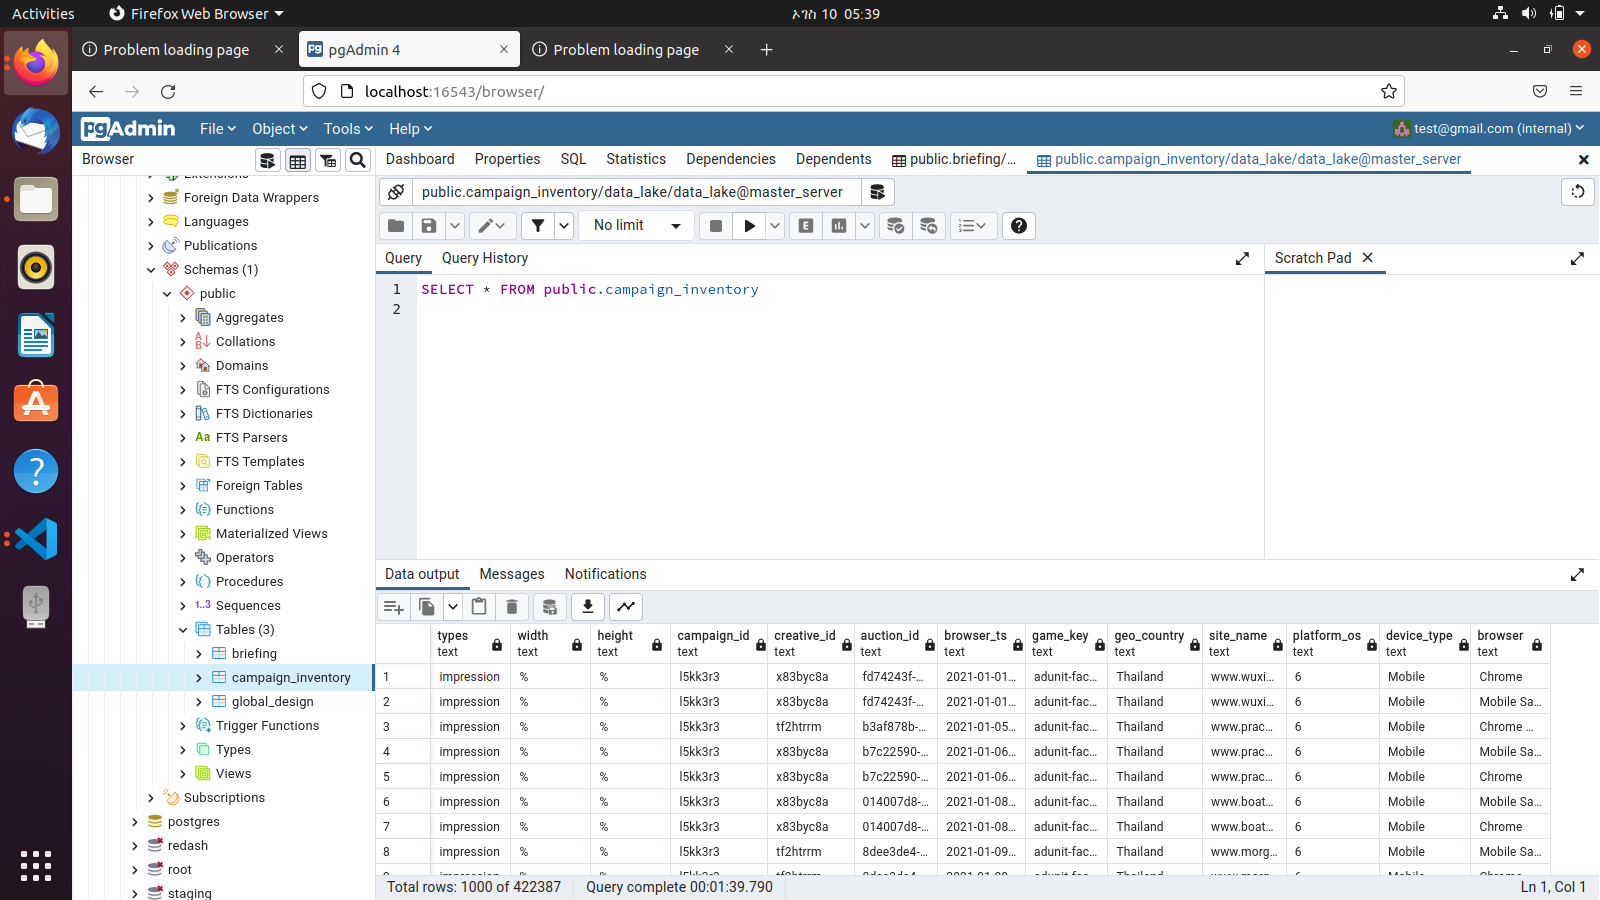 Activities
Firefox Web Browser
ኦገስ 10 05:39
Problem loading page
pgAdmin 4
Problem loading page
localhost:16543/browser/
pgAdmin
File
Object
Tools
Help
test@gmail.com (internal)
Browser
Dashboard
Properties
SQL
Statistics
Dependencies
Dependents
public.briefing/...
public.campaign_inventory/data_lake/data_lake@master_server
Extensions
Foreign Data Wrappers
Languages
Publications
Schemas (1)
public
Aggregates
Collations
Domains
FTS Configurations
FTS Dictionaries
Aa FTS Parsers
FTS Templates
Foreign Tables
Functions
Materialized Views
Operators
Procedures
1..3 Sequences
Tables (3)
briefing
campaign_inventory
global_design
Trigger Functions
Types
Views
Subscriptions
postgres
redash
root
staging
public.campaign_inventory/data_lake/data_lake@master_server
No limit
E
Query
Query History
Scratch Pad
1 SELECT * FROM public.campaign_inventory
2
Data output
Messages
Notifications
types text
width text
height text
campaign_id text
creative_id text
auction_id text
browser_ts text
game_key text
geo_country text
site_name text
platform_os text
device_type text
browser text
1 impression % % l5kk3r3 x83byc8a fd74243f-... 2021-01-01... adunit-fac... Thailand www.wuxi... 6 Mobile Chrome
2 impression % % l5kk3r3 x83byc8a fd74243f-... 2021-01-01... adunit-fac... Thailand www.wuxi... 6 Mobile Mobile Sa...
3 impression % % l5kk3r3 tf2htrrm b3af878b-... 2021-01-05... adunit-fac... Thailand www.prac... 6 Mobile Chrome ...
4 impression % % l5kk3r3 x83byc8a b7c22590-... 2021-01-06... adunit-fac... Thailand www.prac... 6 Mobile Mobile Sa...
5 impression % % l5kk3r3 x83byc8a b7c22590-... 2021-01-06... adunit-fac... Thailand www.prac... 6 Mobile Chrome
6 impression % % l5kk3r3 x83byc8a 014007d8-... 2021-01-08... adunit-fac... Thailand www.boat... 6 Mobile Mobile Sa...
7 impression % % l5kk3r3 x83byc8a 014007d8-... 2021-01-08... adunit-fac... Thailand www.boat... 6 Mobile Chrome
8 impression % % l5kk3r3 tf2htrrm 8dee3de4-... 2021-01-09... adunit-fac... Thailand www.morg... 6 Mobile Mobile Sa...
Total rows: 1000 of 422387
Query complete 00:01:39.790
Ln 1, Col 1